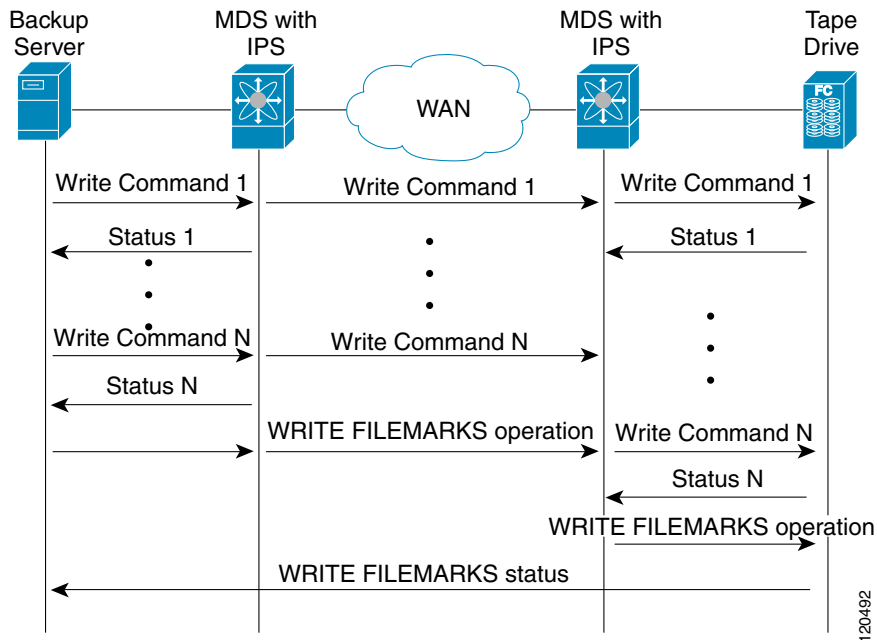 Backup
Server
MDS with
IPS
MDS with
IPS
Tape
Drive
WAN
FC
Write Command 1
Write Command 1
Write Command 1
Status 1
Status 1
Write Command N
Write Command N
Status N
WRITE FILEMARKS operation
Write Command N
Status N
WRITE FILEMARKS operation
WRITE FILEMARKS status
120492